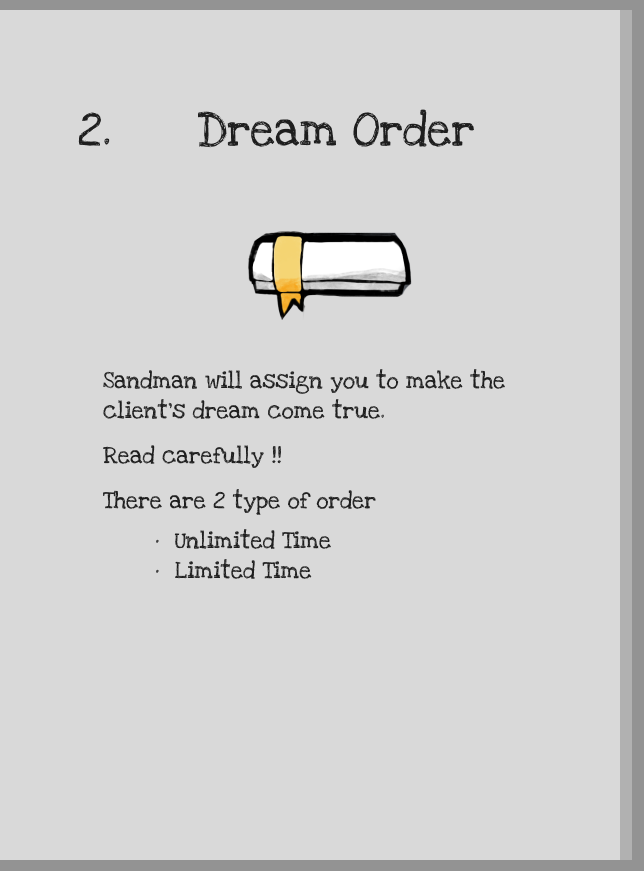 2. Dream Order
Sandman will assign you to make the
client's dream come true.
Read carefully !!
There are 2 type of order
· Unlimited Time
· Limited Time